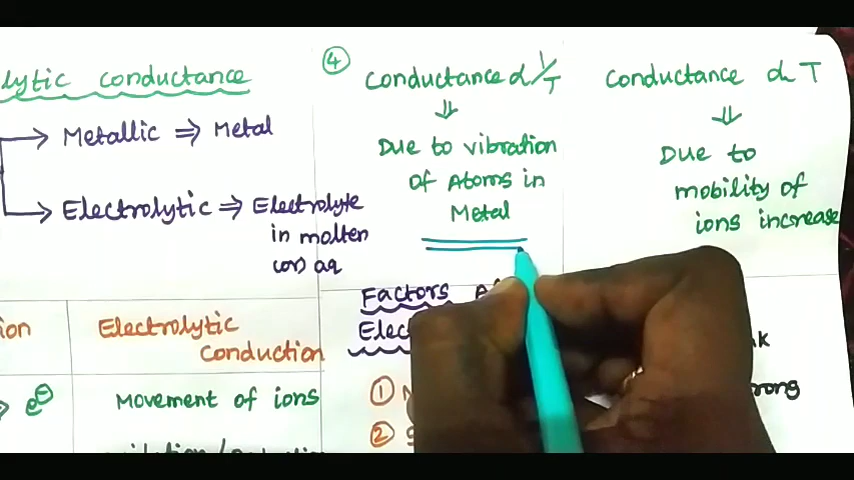 lytic conductance
→ Metallic ⇒ Metal
→ Electrolytic ⇒ Electrolyte
in molten
(or) aq
④ Conductance α 1/T
⇓
Due to vibration
of Atoms in
Metal
Conductance α T
⇓
Due to
mobility of
ions increase
ion
Electrolytic
Conduction
e⊖
Movement of ions
Factors
Elec
①
②